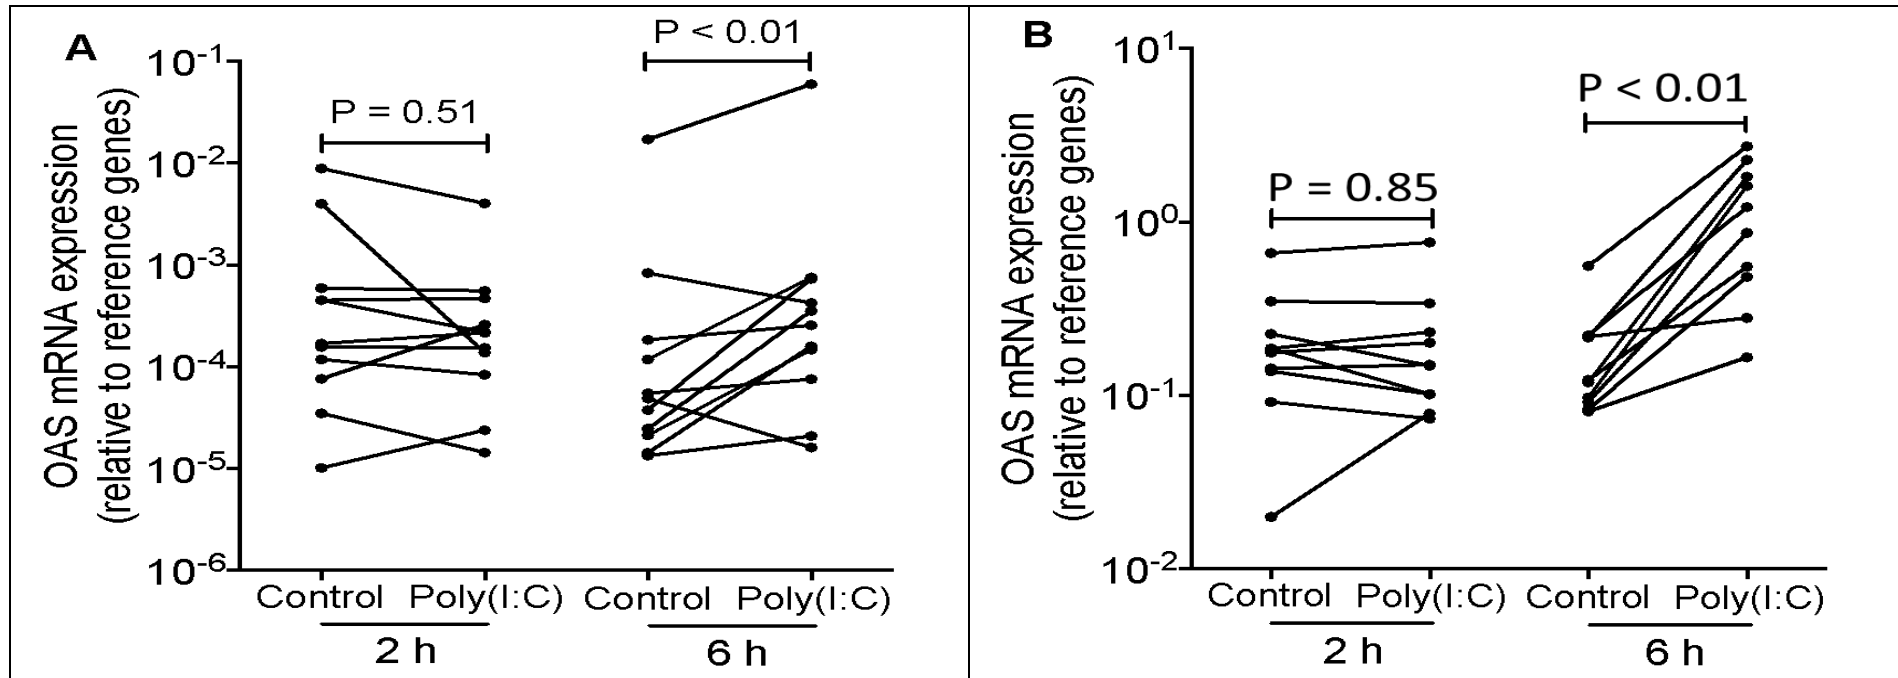 A
P = 0.51
P < 0.01
OAS mRNA expression
(relative to reference genes)
10-1
10-2
10-3
10-4
10-5
10-6
Control Poly(I:C) Control Poly(I:C)
2 h 6 h
B
P = 0.85
P < 0.01
OAS mRNA expression
(relative to reference genes)
101
100
10-1
10-2
Control Poly(I:C) Control Poly(I:C)
2 h 6 h